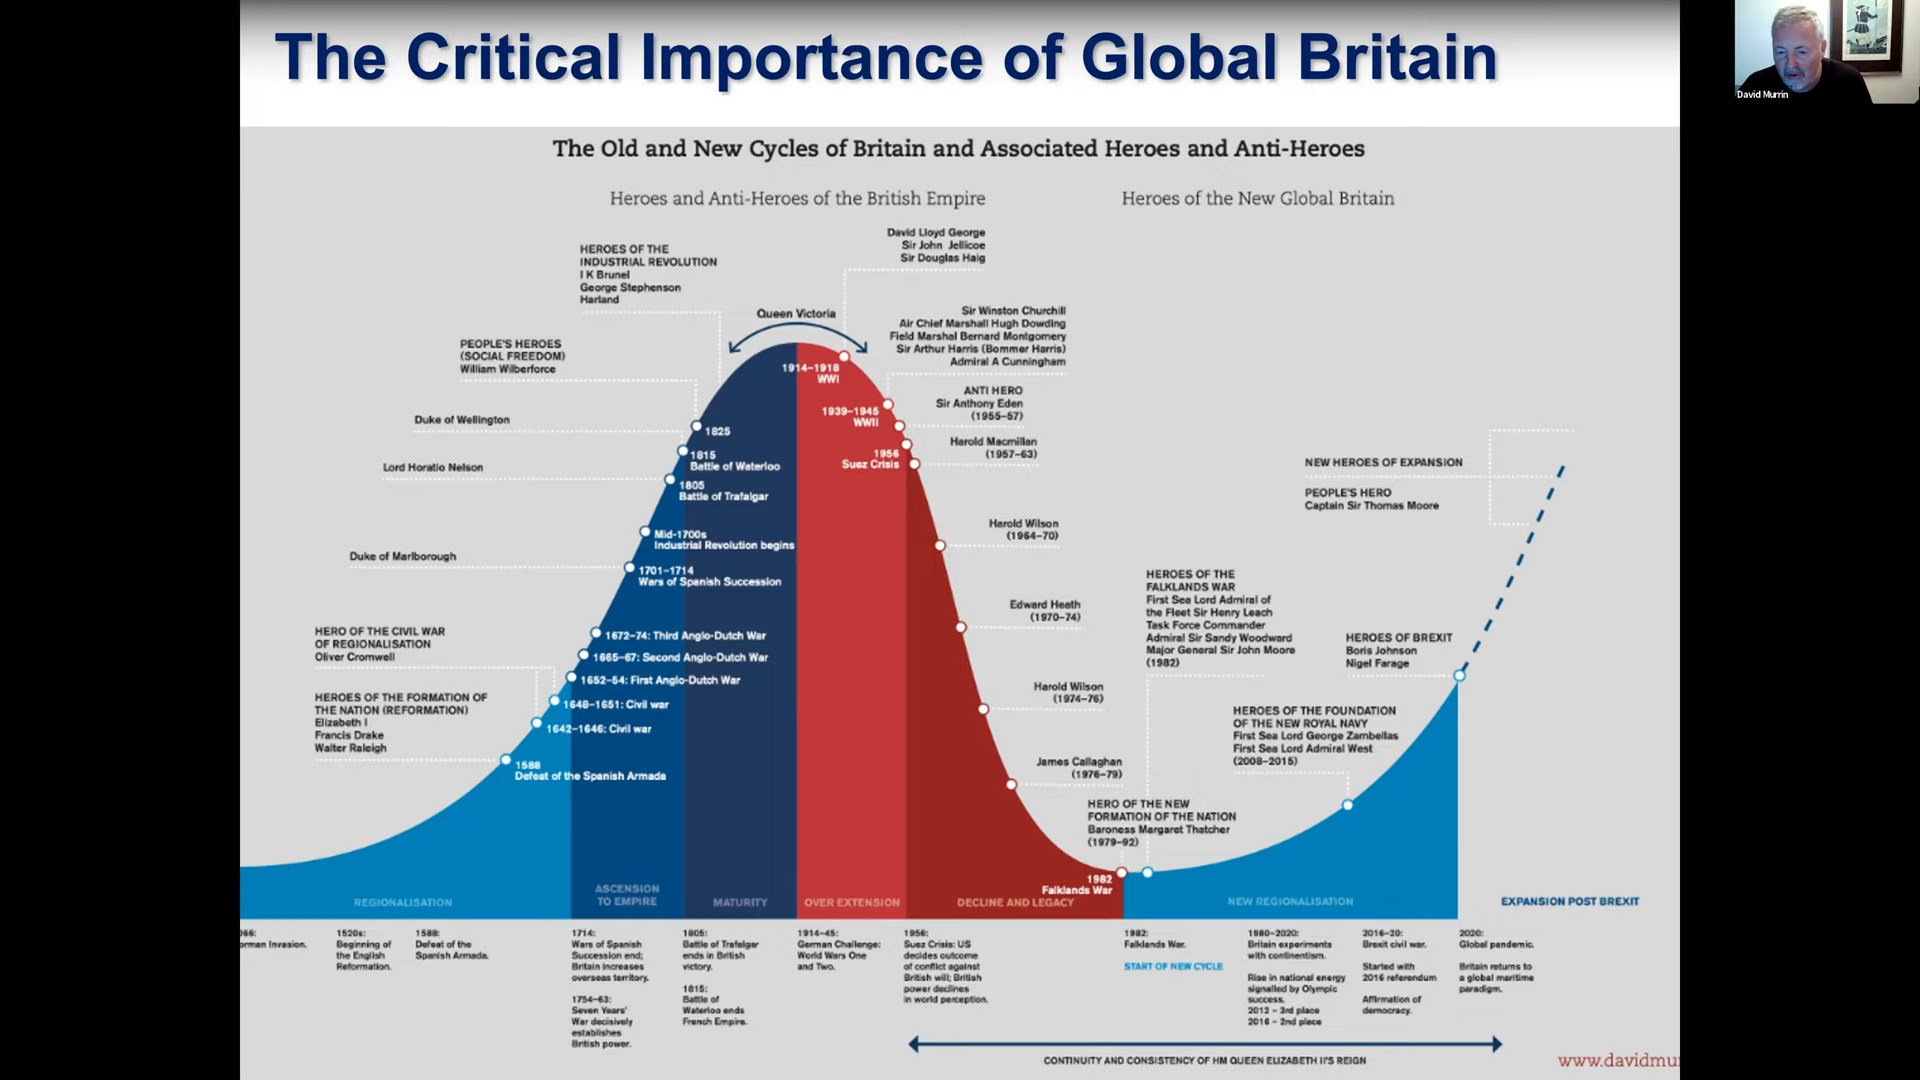 The Critical Importance of Global Britain
David Murrin
The Old and New Cycles of Britain and Associated Heroes and Anti-Heroes
Heroes and Anti-Heroes of the British Empire
Heroes of the New Global Britain
David Lloyd George
Sir John Jellicoe
Sir Douglas Haig
HEROES OF THE
INDUSTRIAL REVOLUTION
I K Brunel
George Stephenson
Harland
Queen Victoria
Sir Winston Churchill
Air Chief Marshall Hugh Dowding
Field Marshal Bernard Montgomery
Sir Arthur Harris (Bommer Harris)
Admiral A Cunningham
PEOPLE'S HEROES
(SOCIAL FREEDOM)
William Wilberforce
1914–1918
WWI
ANTI HERO
Sir Anthony Eden
(1955–57)
1939–1945
WWII
Duke of Wellington
1825
Harold Macmillan
(1957–63)
1815
Battle of Waterloo
1956
Suez Crisis
Lord Horatio Nelson
1805
Battle of Trafalgar
NEW HEROES OF EXPANSION
PEOPLE'S HERO
Captain Sir Thomas Moore
Mid-1700s
Industrial Revolution begins
Harold Wilson
(1964–70)
Duke of Marlborough
1701–1714
Wars of Spanish Succession
HEROES OF THE
FALKLANDS WAR
First Sea Lord Admiral of
the Fleet Sir Henry Leach
Task Force Commander
Admiral Sir Sandy Woodward
Major General Sir John Moore
(1982)
Edward Heath
(1970–74)
HERO OF THE CIVIL WAR
OF REGIONALISATION
Oliver Cromwell
1672–74: Third Anglo-Dutch War
1665–67: Second Anglo-Dutch War
1652–54: First Anglo-Dutch War
HEROES OF BREXIT
Boris Johnson
Nigel Farage
HEROES OF THE FORMATION OF
THE NATION (REFORMATION)
Elizabeth I
Francis Drake
Walter Raleigh
1648–1651: Civil war
1642–1646: Civil war
Harold Wilson
(1974–76)
HEROES OF THE FOUNDATION
OF THE NEW ROYAL NAVY
First Sea Lord George Zambellas
First Sea Lord Admiral West
(2008–2015)
1588
Defeat of the Spanish Armada
James Callaghan
(1976–79)
HERO OF THE NEW
FORMATION OF THE NATION
Baroness Margaret Thatcher
(1979–92)
1982
Falklands War
REGIONALISATION
ASCENSION
TO EMPIRE
MATURITY
OVER EXTENSION
DECLINE AND LEGACY
NEW REGIONALISATION
EXPANSION POST BREXIT
066:
orman Invasion.
1520s:
Beginning of
the English
Reformation.
1588:
Defeat of the
Spanish Armada.
1714:
Wars of Spanish
Succession end;
Britain increases
overseas territory.
1754–63:
Seven Years'
War decisively
establishes
British power.
1805:
Battle of Trafalgar
ends in British
victory.
1815:
Battle of
Waterloo ends
French Empire.
1914–45:
German Challenge:
World Wars One
and Two.
1956:
Suez Crisis: US
decides outcome
of conflict against
British will; British
power declines
in world perception.
1982:
Falklands War.
START OF NEW CYCLE
1980–2020:
Britain experiments
with continentism.
Rise in national energy
signalled by Olympic
success.
2012 – 3rd place
2016 – 2nd place
2016–20:
Brexit civil war.
Started with
2016 referendum
Affirmation of
democracy.
2020:
Global pandemic.
Britain returns to
a global maritime
paradigm.
CONTINUITY AND CONSISTENCY OF HM QUEEN ELIZABETH II'S REIGN
www.davidmu